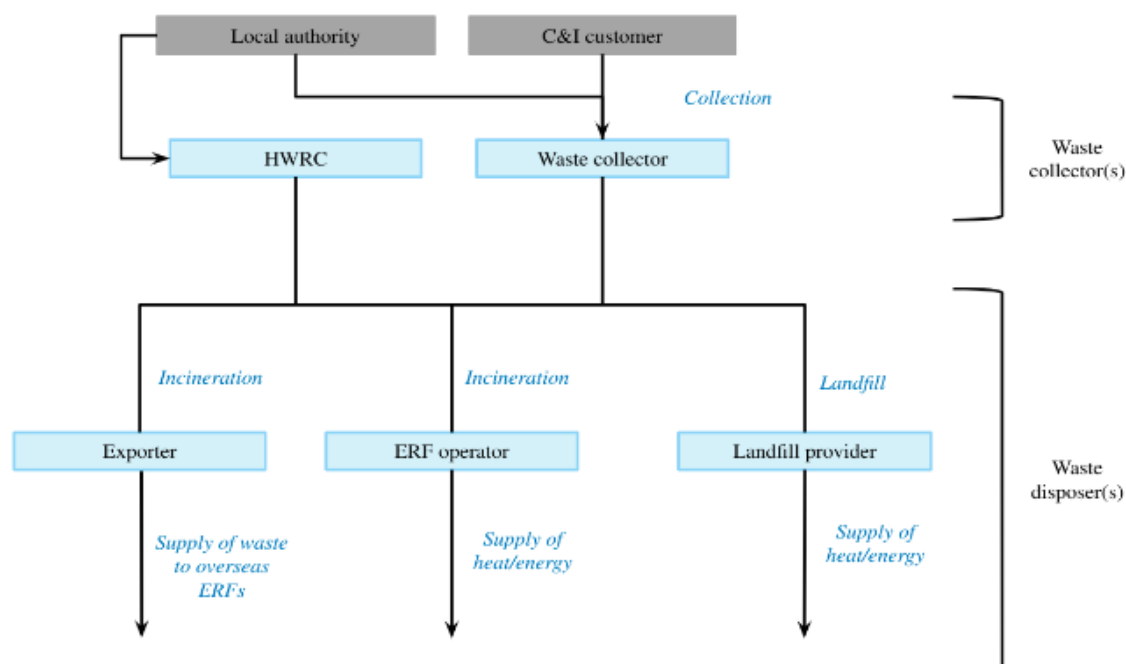 Local authority
C&I customer
Collection
HWRC
Waste collector
Waste
collector(s)
Incineration
Incineration
Landfill
Exporter
ERF operator
Landfill provider
Waste
disposer(s)
Supply of waste
to overseas
ERFs
Supply of
heat/energy
Supply of
heat/energy